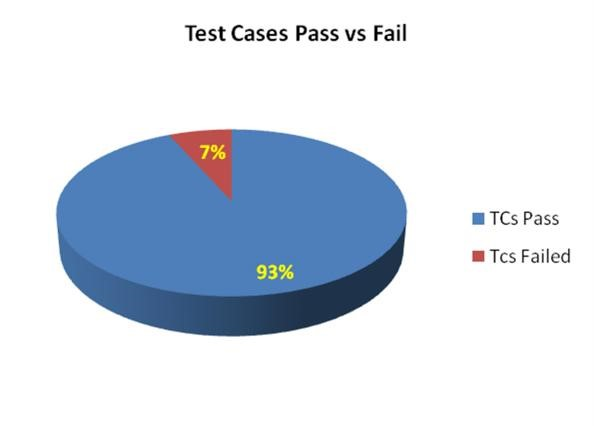 Test Cases Pass vs Fail
7%
93%
TCs Pass
Tcs Failed